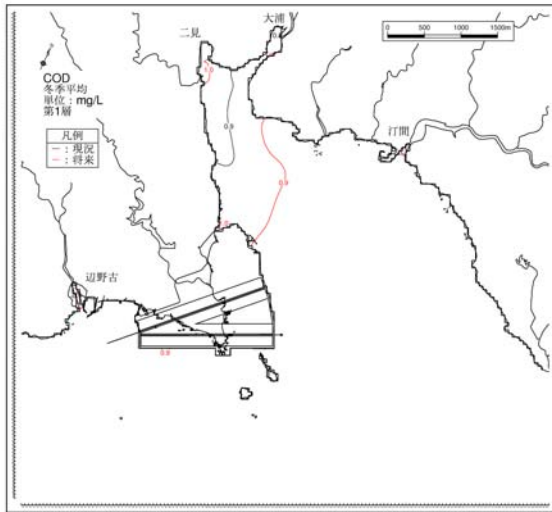 大浦
二見
0 500 1000 1500m
COD
冬季平均
単位：mg/L
第1層
凡例
—：現況
—：将来
1.0
0.9
汀間
0.9
辺野古
0.9